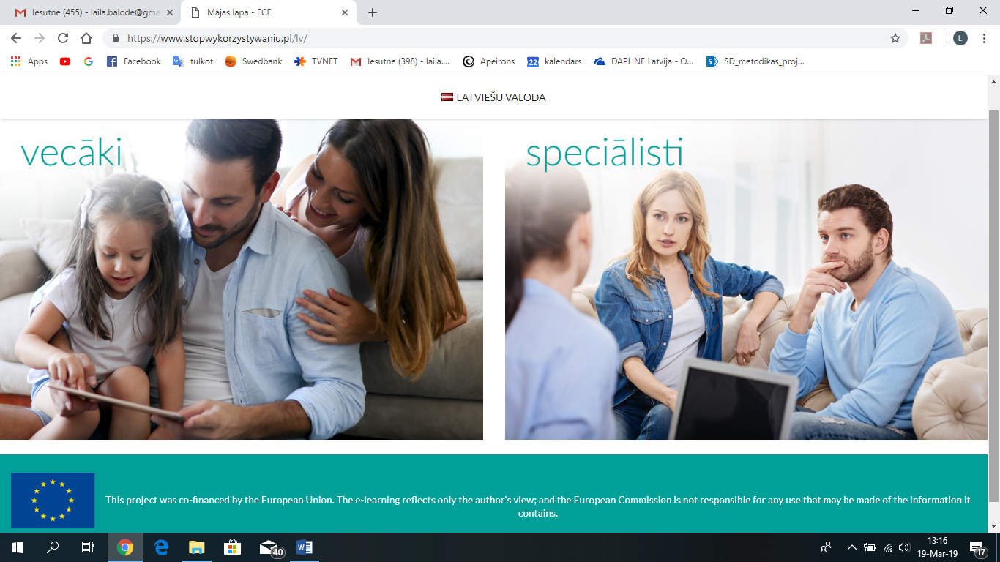 Iesūtne (455) - laila.balode@gma
Mājas lapa - ECF
https://www.stopwykorzystywaniu.pl/lv/
L
Apps
Facebook
tulkot
Swedbank
TVNET
Iesūtne (398) - laila....
Apeirons
22
kalendars
DAPHNE Latvija - O...
SD_metodikas_proj...
LATVIEŠU VALODA
vecāki
speciālisti
This project was co-financed by the European Union. The e-learning reflects only the author's view; and the European Commission is not responsible for any use that may be made of the information it
contains.
40
13:16
19-Mar-19
17